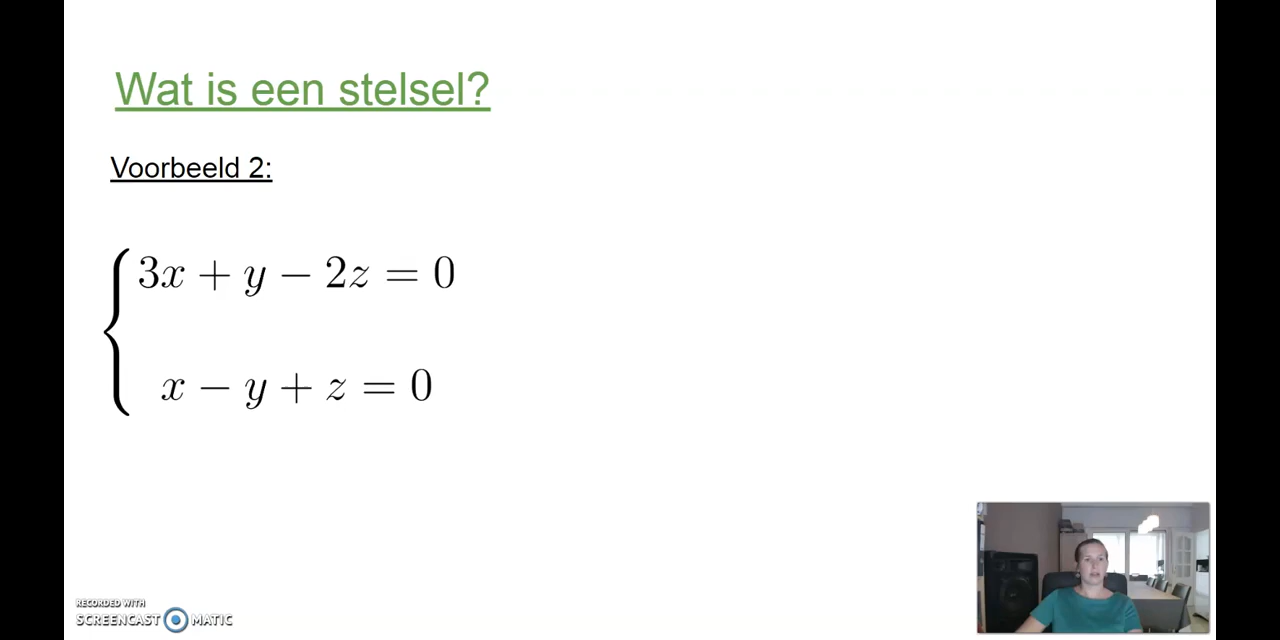 Wat is een stelsel?
Voorbeeld 2:
3x + y − 2z = 0
x − y + z = 0
RECORDED WITH
SCREENCAST MATIC